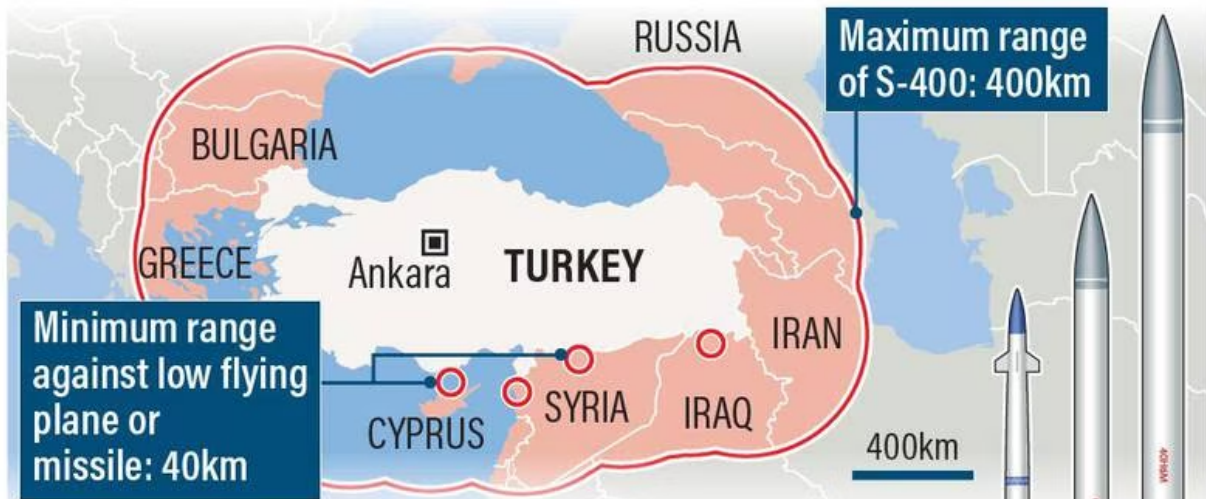 RUSSIA
Maximum range
of S-400: 400km
BULGARIA
GREECE
Ankara
TURKEY
Minimum range
against low flying
plane or
missile: 40km
IRAN
SYRIA
IRAQ
CYPRUS
400km